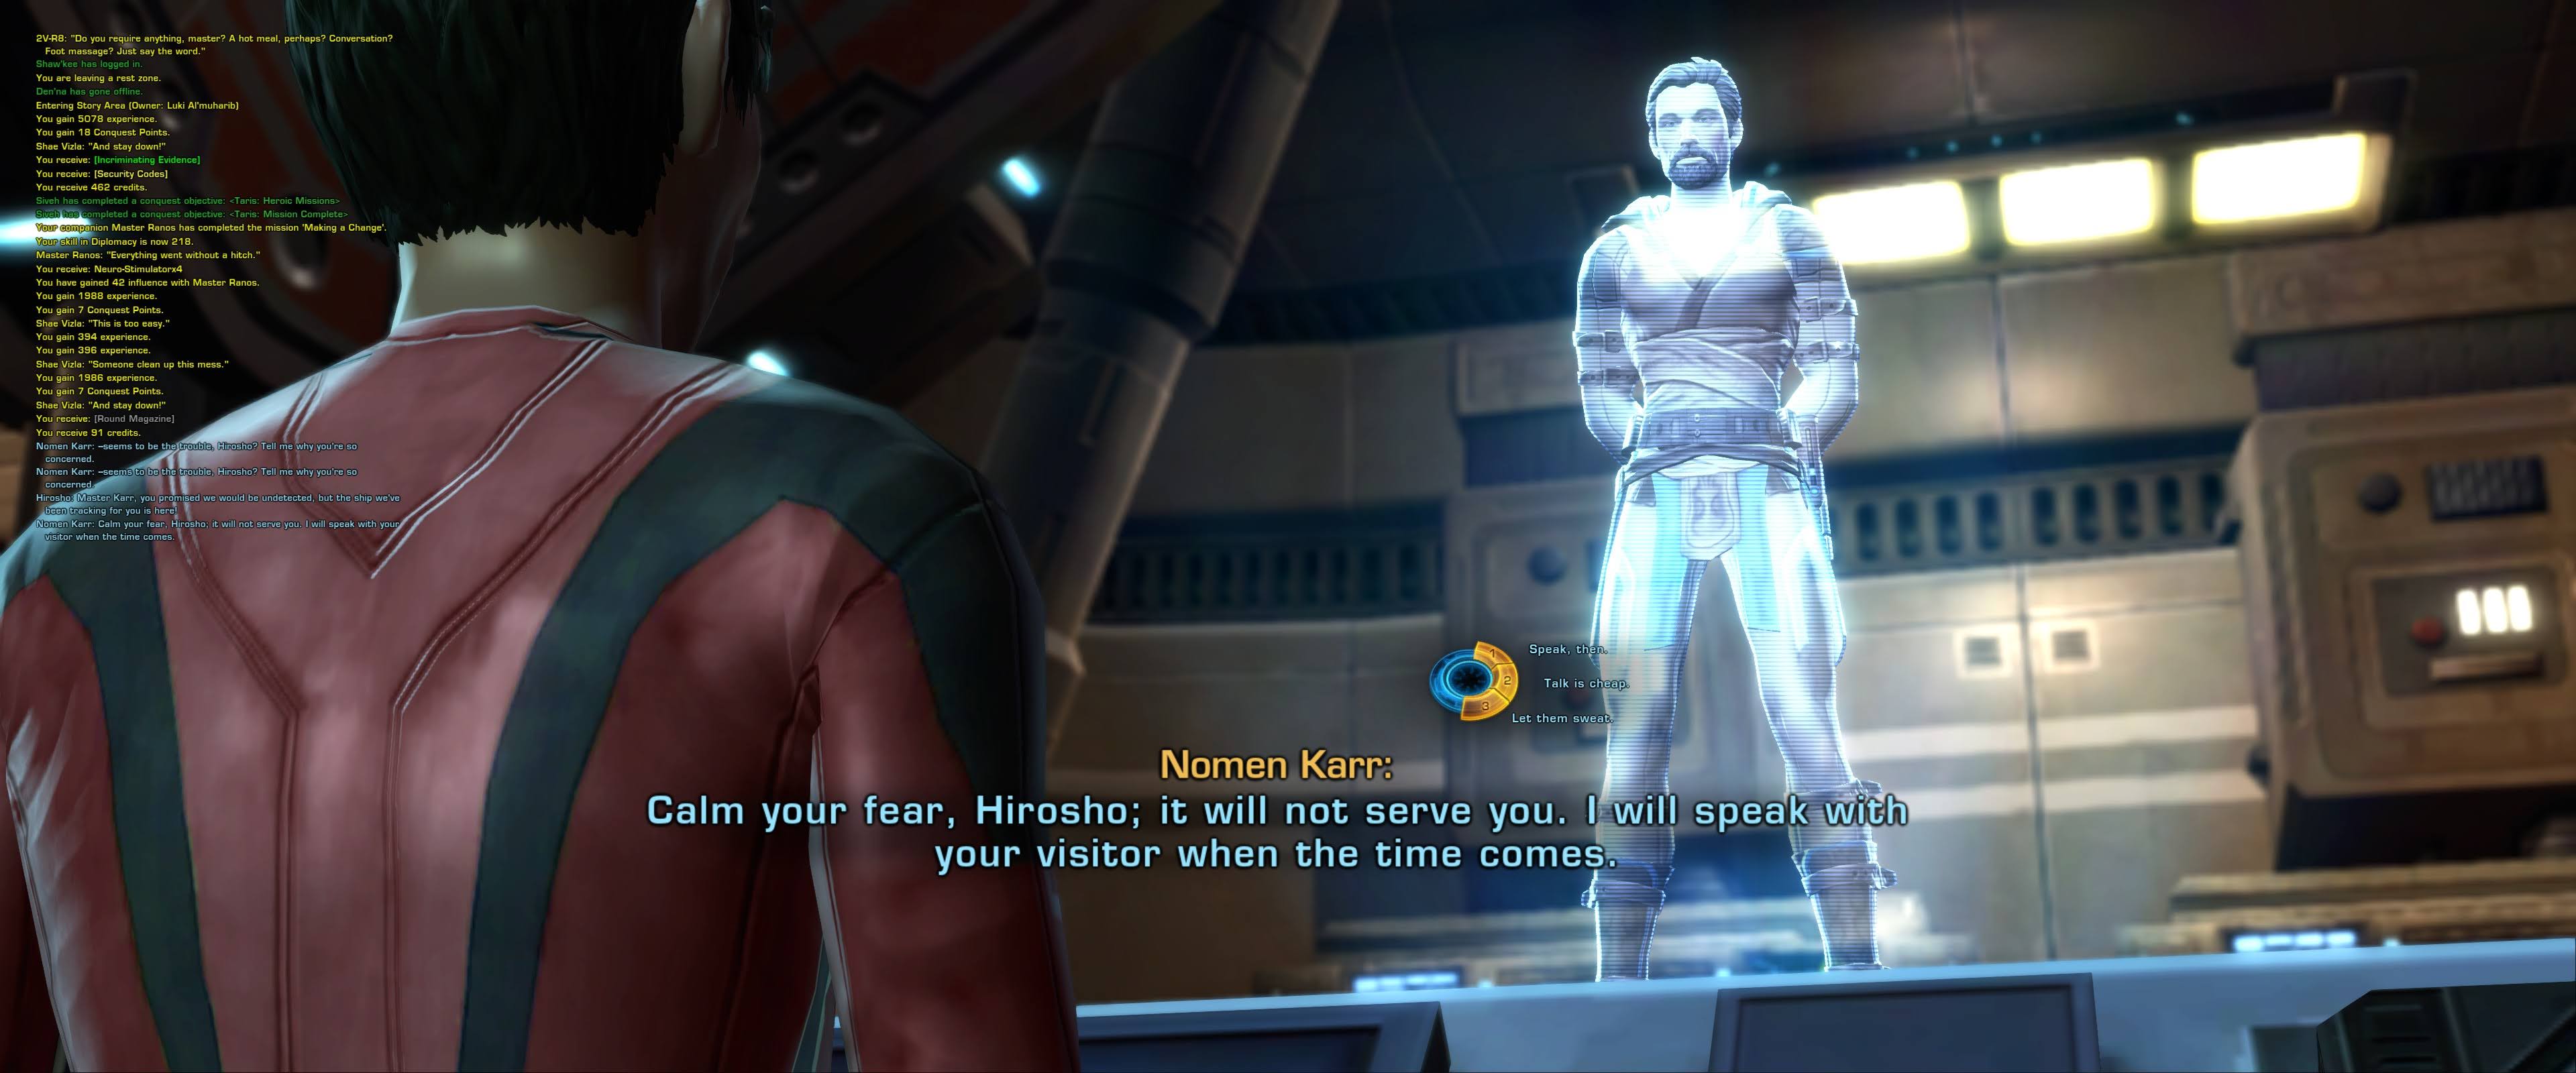 2V-R8: "Do you require anything, master? A hot meal, perhaps? Conversation?
Foot massage? Just say the word."
Shaw'kee has logged in.
You are leaving a rest zone.
Den'na has gone offline.
Entering Story Area (Owner: Luki Al'muharib)
You gain 5078 experience.
You gain 18 Conquest Points.
Shae Vizla: "And stay down!"
You receive: [Incriminating Evidence]
You receive: [Security Codes]
You receive 462 credits.
Siveh has completed a conquest objective: <Taris: Heroic Missions>
Siveh has completed a conquest objective: <Taris: Mission Complete>
Your companion Master Ranos has completed the mission 'Making a Change'.
Your skill in Diplomacy is now 218.
Master Ranos: "Everything went without a hitch."
You receive: Neuro-Stimulatorx4
You have gained 42 influence with Master Ranos.
You gain 1988 experience.
You gain 7 Conquest Points.
Shae Vizla: "This is too easy."
You gain 394 experience.
You gain 396 experience.
Shae Vizla: "Someone clean up this mess."
You gain 1986 experience.
You gain 7 Conquest Points.
Shae Vizla: "And stay down!"
You receive: [Round Magazine]
You receive 91 credits.
Nomen Karr: –seems to be the trouble, Hirosho? Tell me why you're so
concerned.
Nomen Karr: –seems to be the trouble, Hirosho? Tell me why you're so
concerned.
Hirosho: Master Karr, you promised we would be undetected, but the ship we've
been tracking for you is here!
Nomen Karr: Calm your fear, Hirosho; it will not serve you. I will speak with your
visitor when the time comes.
1 Speak, then.
2 Talk is cheap.
3 Let them sweat.
Nomen Karr:
Calm your fear, Hirosho; it will not serve you. I will speak with
your visitor when the time comes.